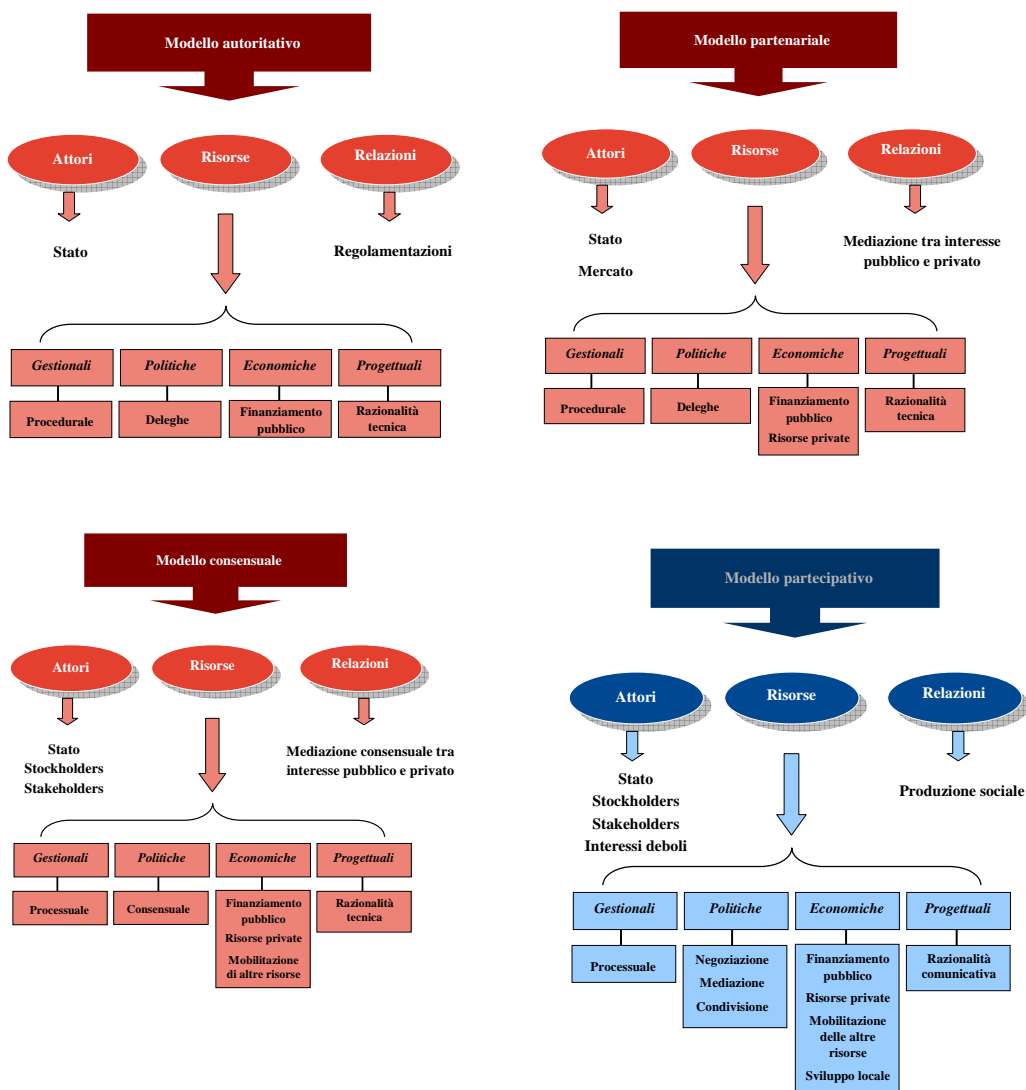 Modello autoritativo
Attori
Risorse
Relazioni
Stato
Regolamentazioni
Gestionali
Politiche
Economiche
Progettuali
Procedurale
Deleghe
Finanziamento
pubblico
Razionalità
tecnica
Modello partenariale
Attori
Risorse
Relazioni
Stato
Mercato
Mediazione tra interesse
pubblico e privato
Gestionali
Politiche
Economiche
Progettuali
Procedurale
Deleghe
Finanziamento
pubblico
Risorse private
Razionalità
tecnica
Modello consensuale
Attori
Risorse
Relazioni
Stato
Stockholders
Stakeholders
Mediazione consensuale tra
interesse pubblico e privato
Gestionali
Politiche
Economiche
Progettuali
Processuale
Consensuale
Finanziamento
pubblico
Risorse private
Mobilitazione
di altre risorse
Razionalità
tecnica
Modello partecipativo
Attori
Risorse
Relazioni
Stato
Stockholders
Stakeholders
Interessi deboli
Produzione sociale
Gestionali
Politiche
Economiche
Progettuali
Processuale
Negoziazione
Mediazione
Condivisione
Finanziamento
pubblico
Risorse private
Mobilitazione
delle altre
risorse
Sviluppo locale
Razionalità
comunicativa